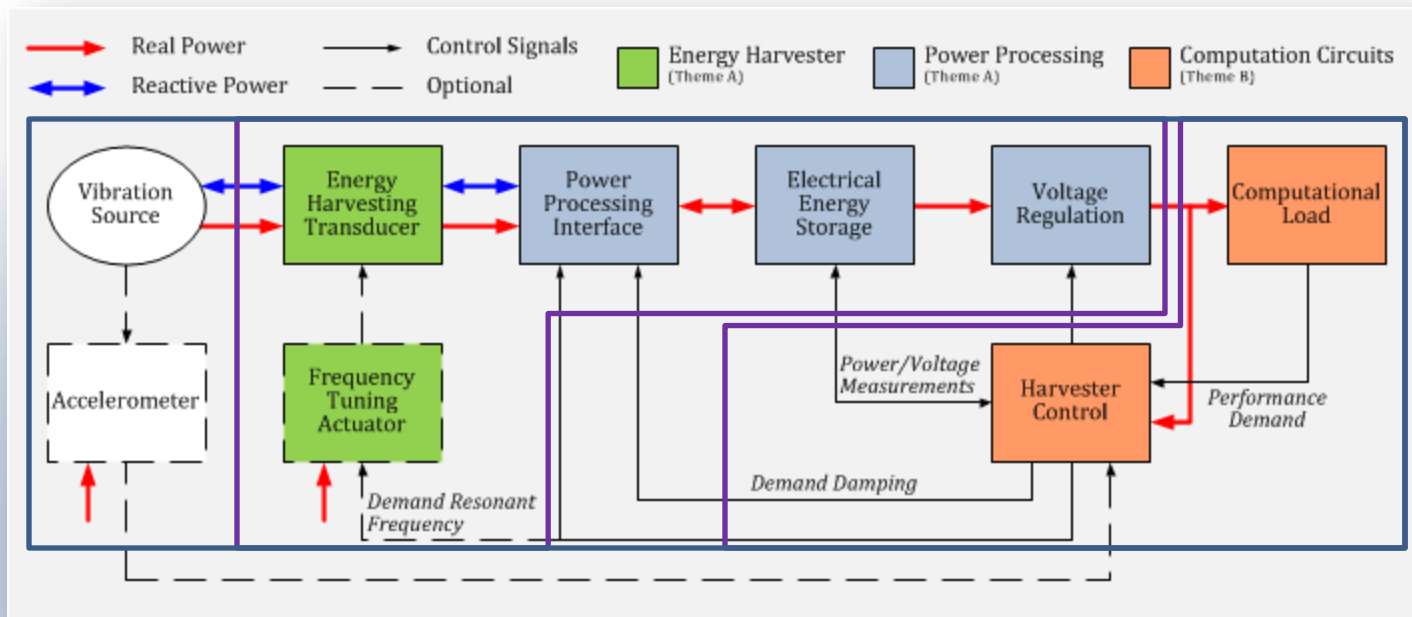 Real Power
Control Signals
Energy Harvester
(Theme A)
Power Processing
(Theme A)
Computation Circuits
(Theme B)
Reactive Power
Optional
Vibration
Source
Energy
Harvesting
Transducer
Power
Processing
Interface
Electrical
Energy
Storage
Voltage
Regulation
Computational
Load
Accelerometer
Frequency
Tuning
Actuator
Power/Voltage
Measurements
Harvester
Control
Performance
Demand
Demand Resonant
Frequency
Demand Damping